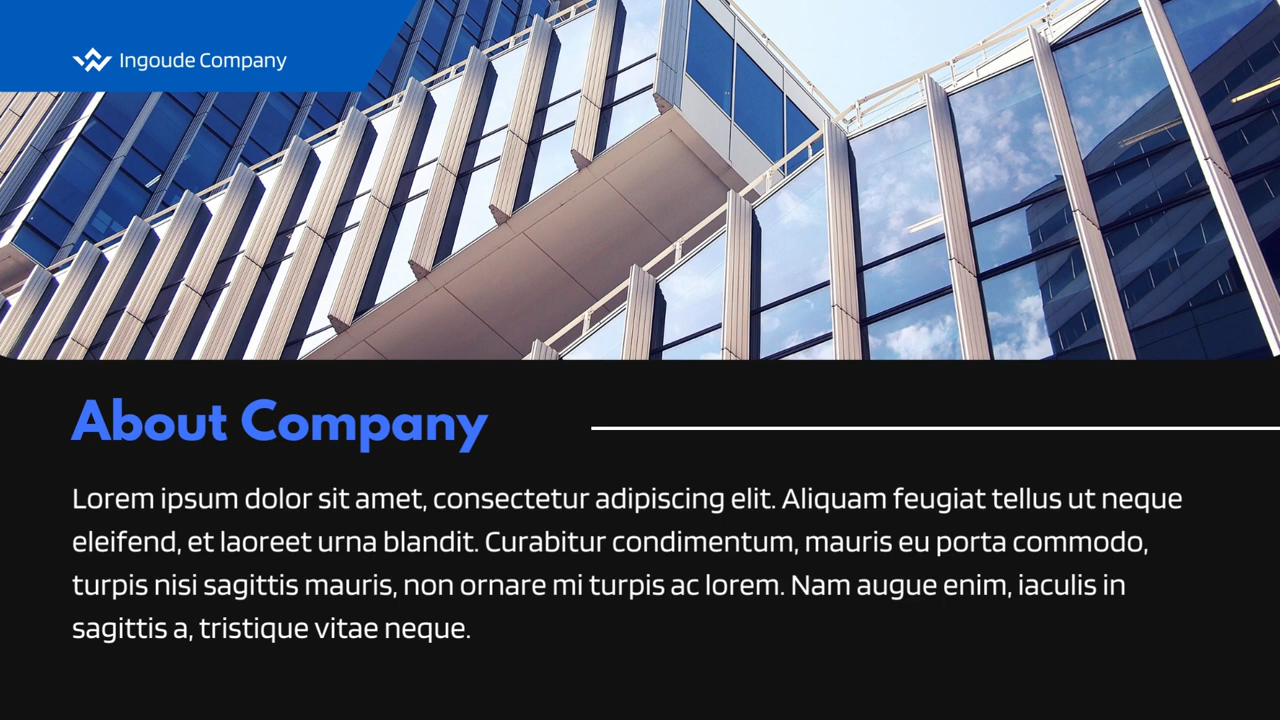 Ingoude Company
About Company
Lorem ipsum dolor sit amet, consectetur adipiscing elit. Aliquam feugiat tellus ut neque
eleifend, et laoreet urna blandit. Curabitur condimentum, mauris eu porta commodo,
turpis nisi sagittis mauris, non ornare mi turpis ac lorem. Nam augue enim, iaculis in
sagittis a, tristique vitae neque.